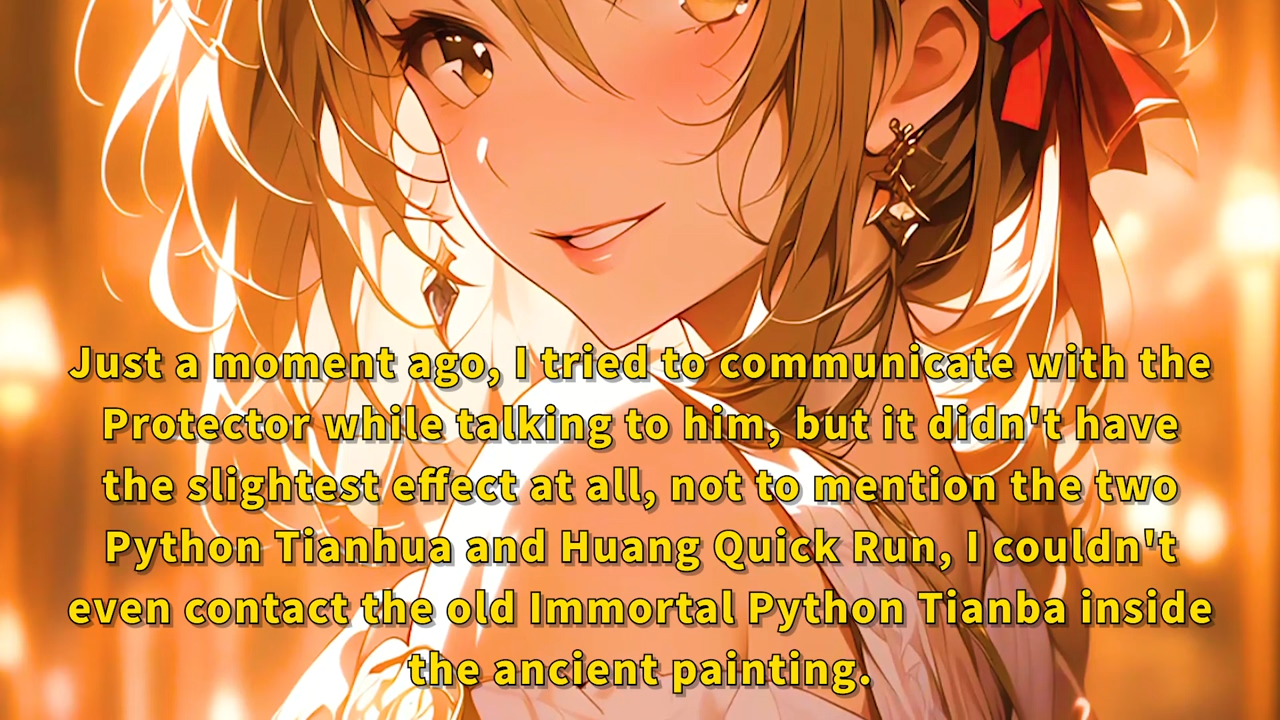 Just a moment ago, I tried to communicate with the
Protector while talking to him, but it didn't have
the slightest effect at all, not to mention the two
Python Tianhua and Huang Quick Run, I couldn't
even contact the old Immortal Python Tianba inside
the ancient painting.